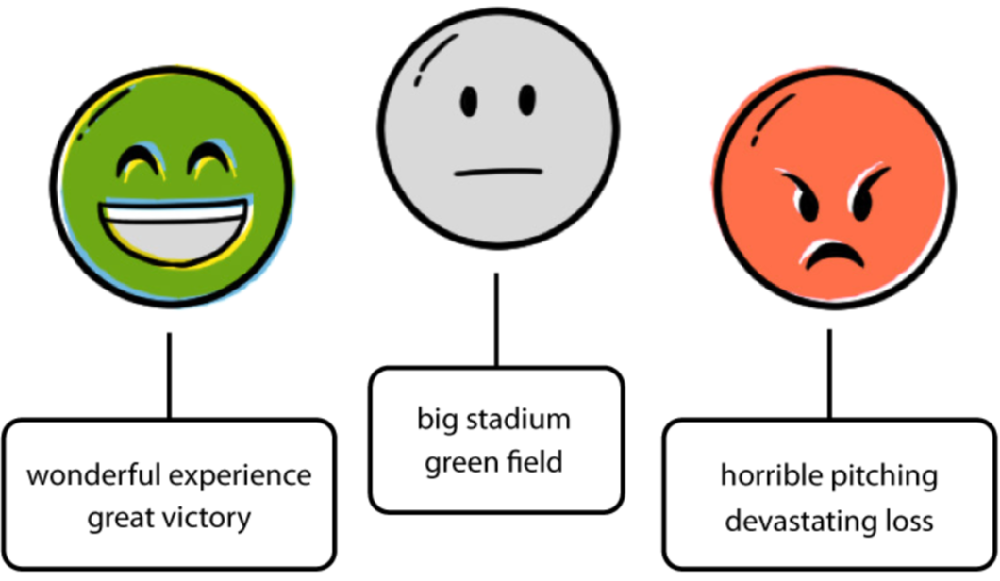 wonderful experience
great victory
big stadium
green field
horrible pitching
devastating loss